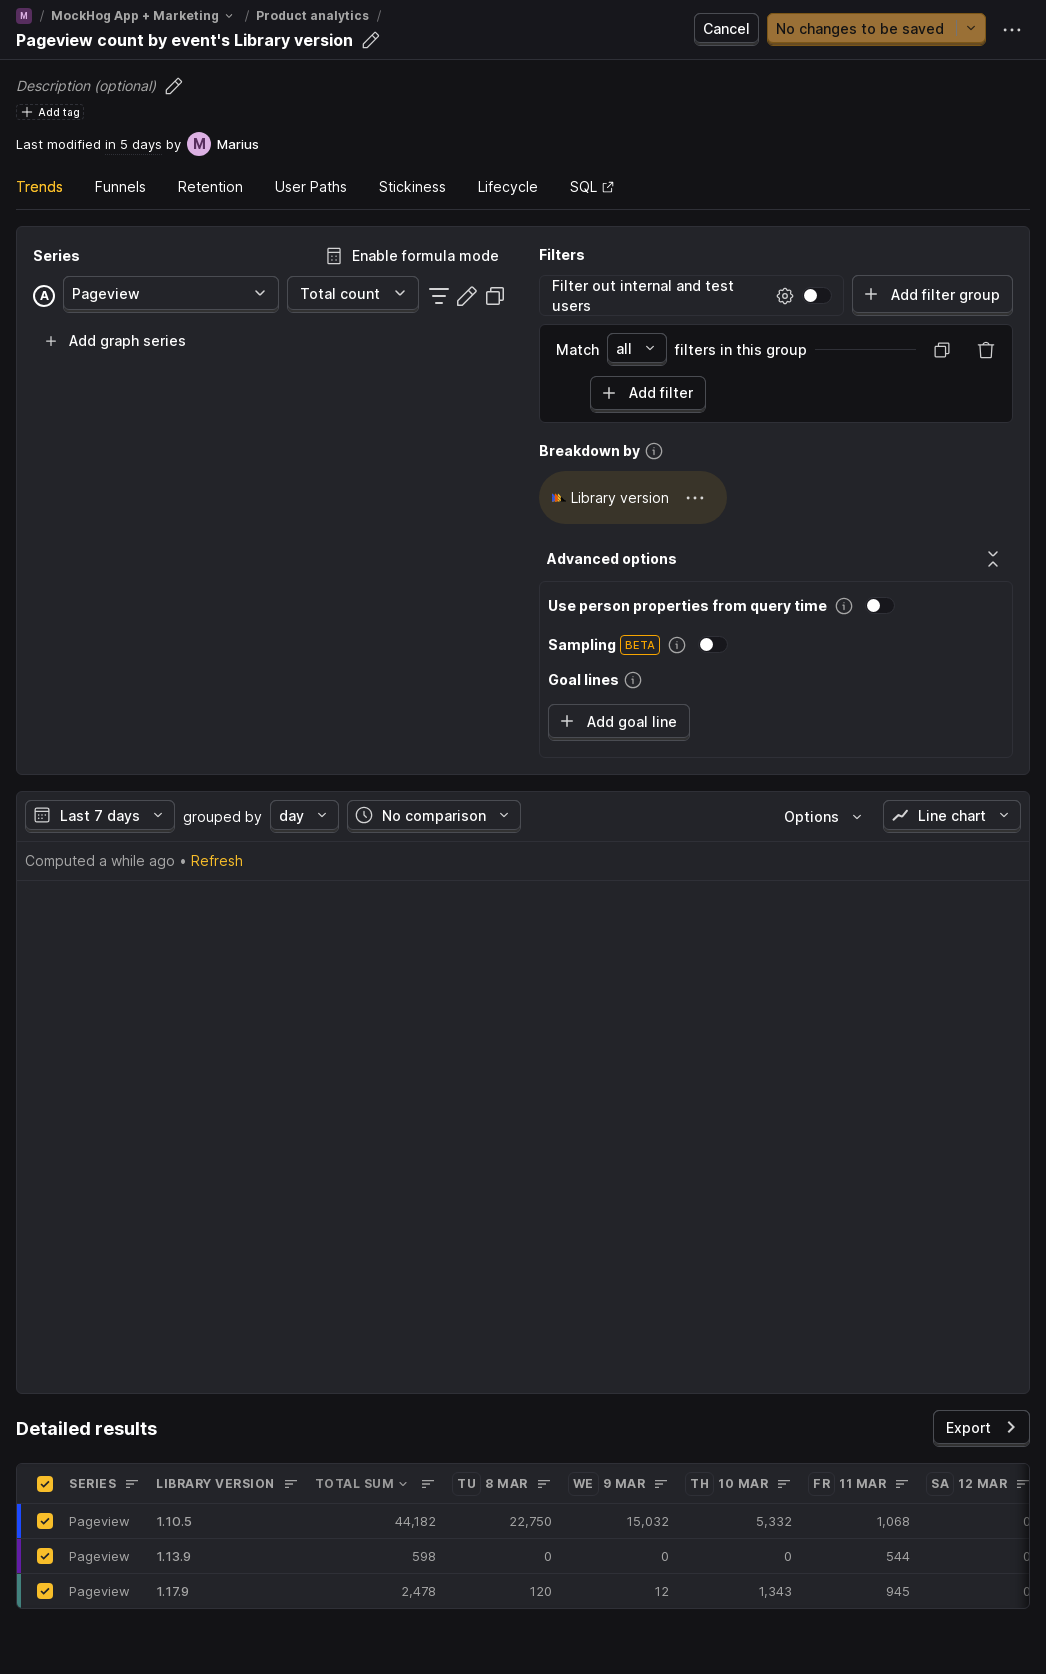 M / MockHog App + Marketing / Product analytics /
Pageview count by event's Library version
Cancel
No changes to be saved
Description (optional)
Add tag
Last modified in 5 days by M Marius
Trends
Funnels
Retention
User Paths
Stickiness
Lifecycle
SQL
Series
Enable formula mode
A
Pageview
Total count
Add graph series
Filters
Filter out internal and test
users
Add filter group
Match all filters in this group
Add filter
Breakdown by
Library version
Advanced options
Use person properties from query time
Sampling BETA
Goal lines
Add goal line
Last 7 days grouped by day No comparison
Options
Line chart
Computed a while ago • Refresh
Detailed results
Export
SERIES LIBRARY VERSION TOTAL SUM TU 8 MAR WE 9 MAR TH 10 MAR FR 11 MAR SA 12 MAR
Pageview 1.10.5 44,182 22,750 15,032 5,332 1,068 0
Pageview 1.13.9 598 0 0 0 544 0
Pageview 1.17.9 2,478 120 12 1,343 945 0